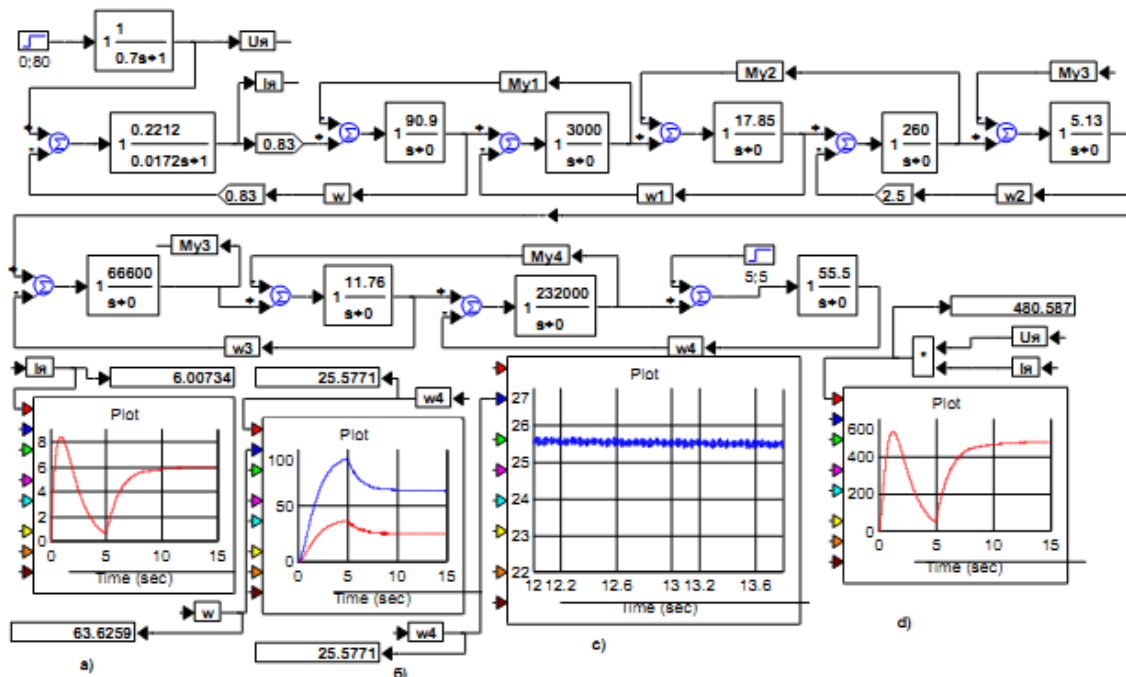 1
1
0.7s+1
Uя
0;80
Iя
My1
My2
My3
0.2212
1
0.0172s+1
0.83
90.9
1
s+0
3000
1
s+0
17.85
1
s+0
260
1
s+0
5.13
1
s+0
0.83
w
w1
2.5
w2
My3
My4
66600
1
s+0
11.76
1
s+0
232000
1
s+0
5;5
55.5
1
s+0
w3
w4
480.587
Uя
*
Iя
Iя
6.00734
25.5771
w4
Plot
8
6
4
2
0
0 5 10 15
Time (sec)
Plot
100
50
0
0 5 10 15
Time (sec)
Plot
27
26
25
24
23
22
12 12.2 12.6 13 13.2 13.6
Time (sec)
Plot
600
400
200
0
0 5 10 15
Time (sec)
w
63.6259
w4
25.5771
а)
б)
c)
d)